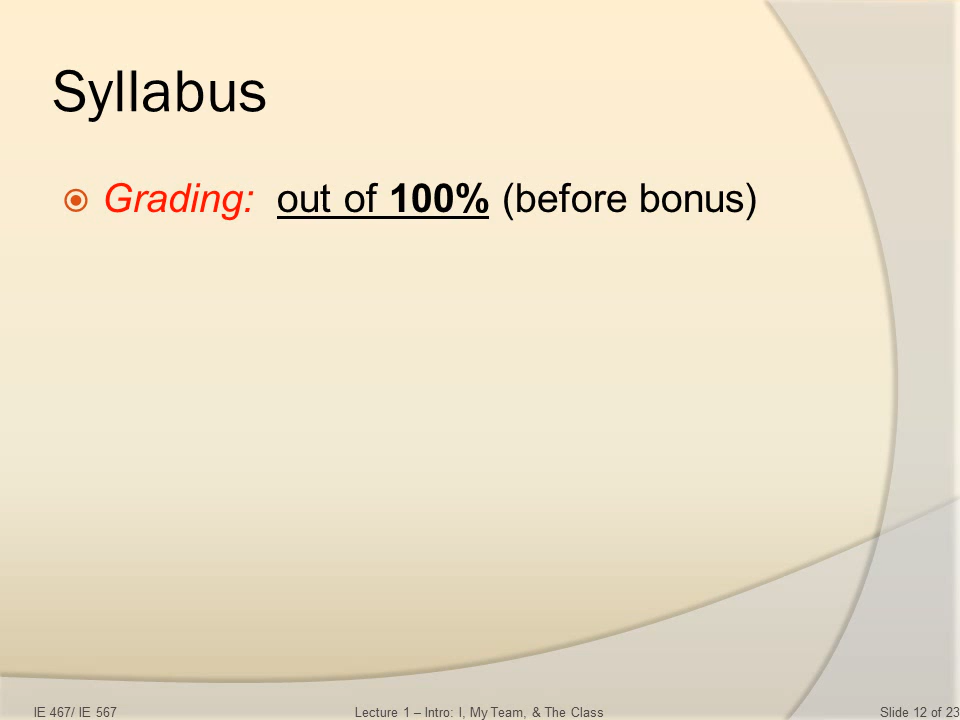 Syllabus
Grading: out of 100% (before bonus)
IE 467/ IE 567 Lecture 1 – Intro: I, My Team, & The Class Slide 12 of 23